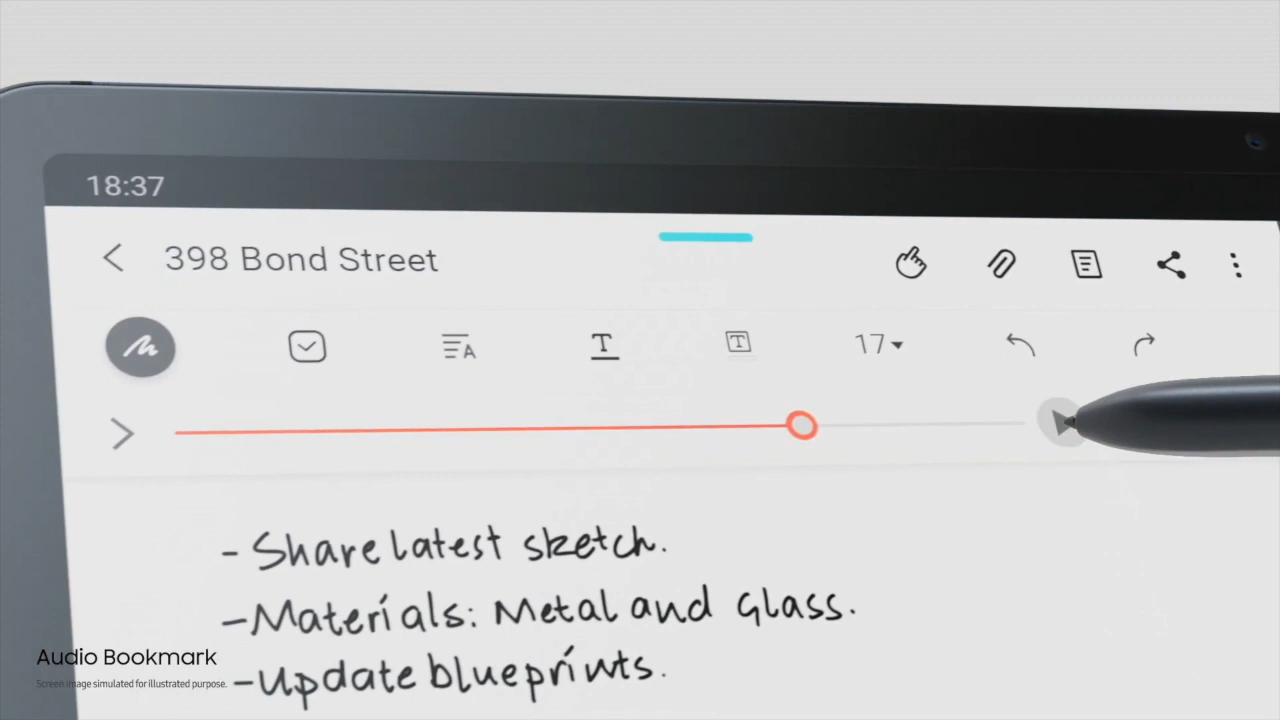 18:37
398 Bond Street
17
- Share latest sketch.
- Materials: Metal and Glass.
- Update blueprints.
Audio Bookmark
Screen image simulated for illustrated purpose.